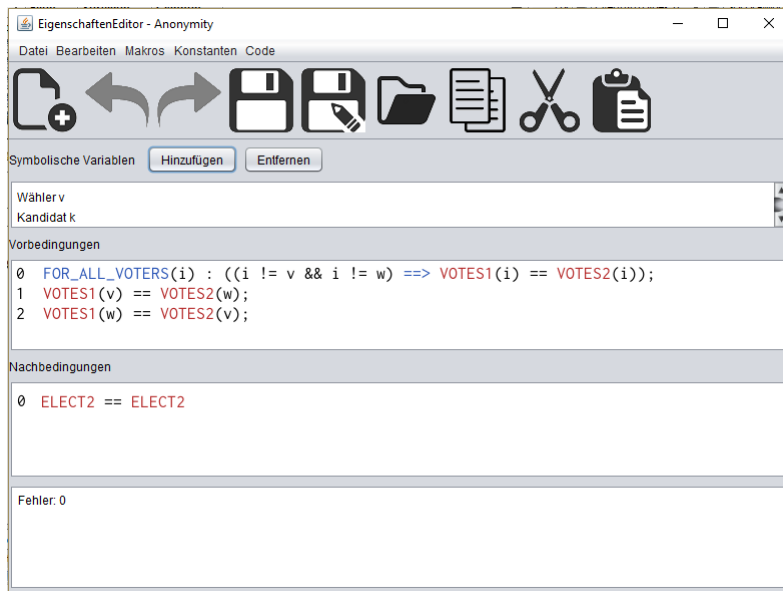 EigenschaftenEditor - Anonymity
Datei Bearbeiten Makros Konstanten Code
Symbolische Variablen Hinzufügen Entfernen
Wähler v
Kandidat k
Vorbedingungen
0 FOR_ALL_VOTERS(i) : ((i != v && i != w) ==> VOTES1(i) == VOTES2(i));
1 VOTES1(v) == VOTES2(w);
2 VOTES1(w) == VOTES2(v);
Nachbedingungen
0 ELECT2 == ELECT2
Fehler: 0